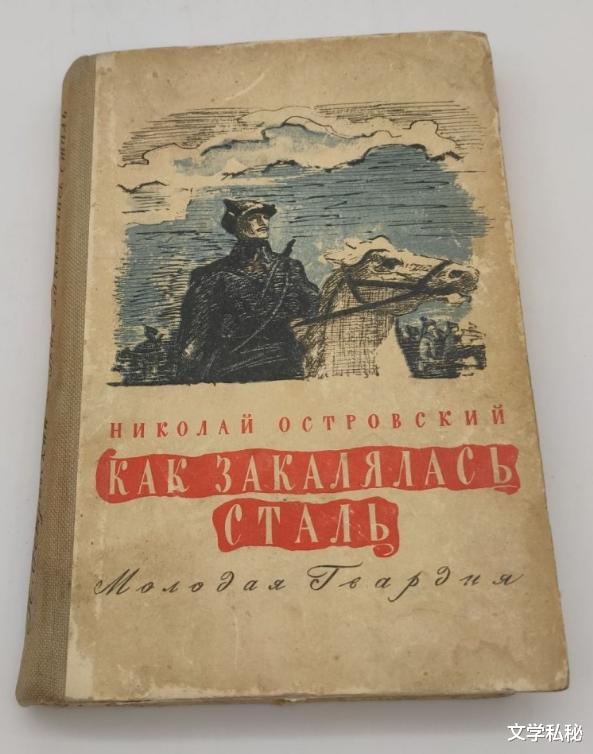 НИКОЛАЙ ОСТРОВСКИЙ
КАК ЗАКАЛЯЛАСЬ
СТАЛЬ
Молодая Гвардия
文学私秘